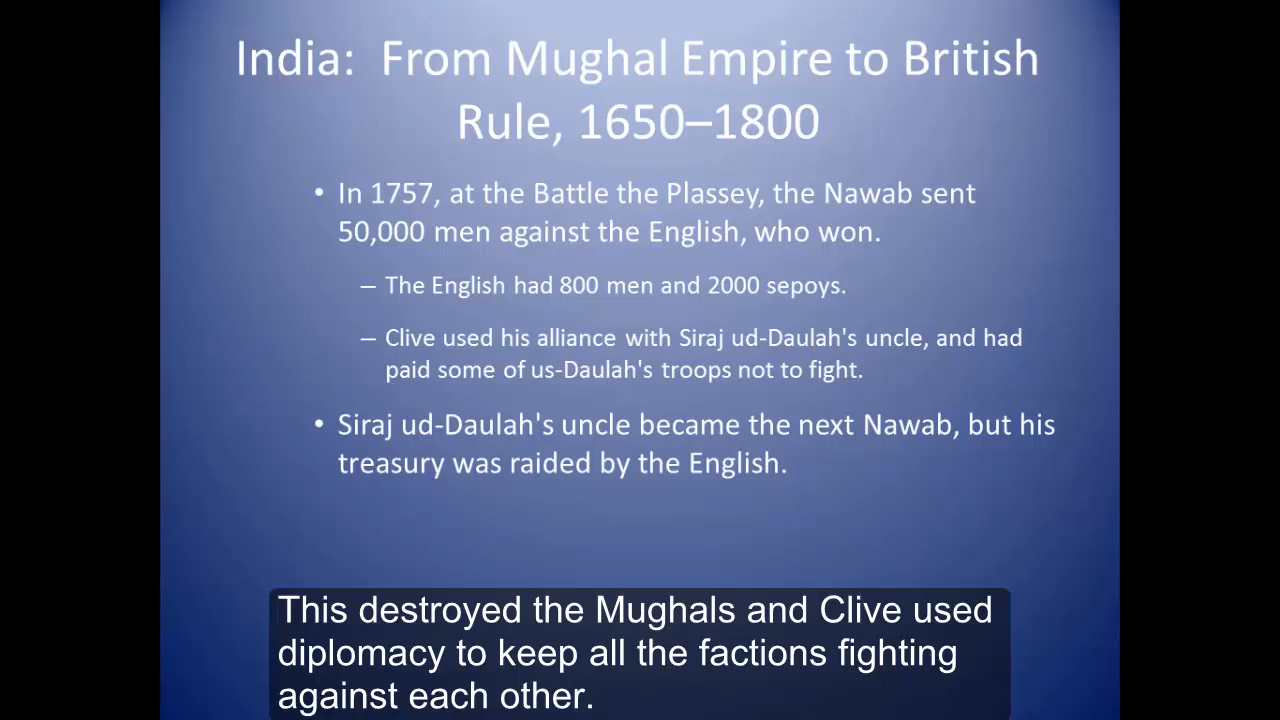 India: From Mughal Empire to British
Rule, 1650–1800
• In 1757, at the Battle the Plassey, the Nawab sent
50,000 men against the English, who won.
– The English had 800 men and 2000 sepoys.
– Clive used his alliance with Siraj ud-Daulah's uncle, and had
paid some of us-Daulah's troops not to fight.
• Siraj ud-Daulah's uncle became the next Nawab, but his
treasury was raided by the English.
This destroyed the Mughals and Clive used
diplomacy to keep all the factions fighting
against each other.